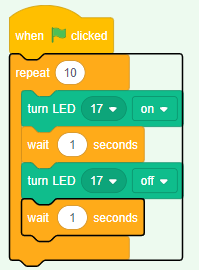 when clicked
repeat 10
turn LED 17 on
wait 1 seconds
turn LED 17 off
wait 1 seconds